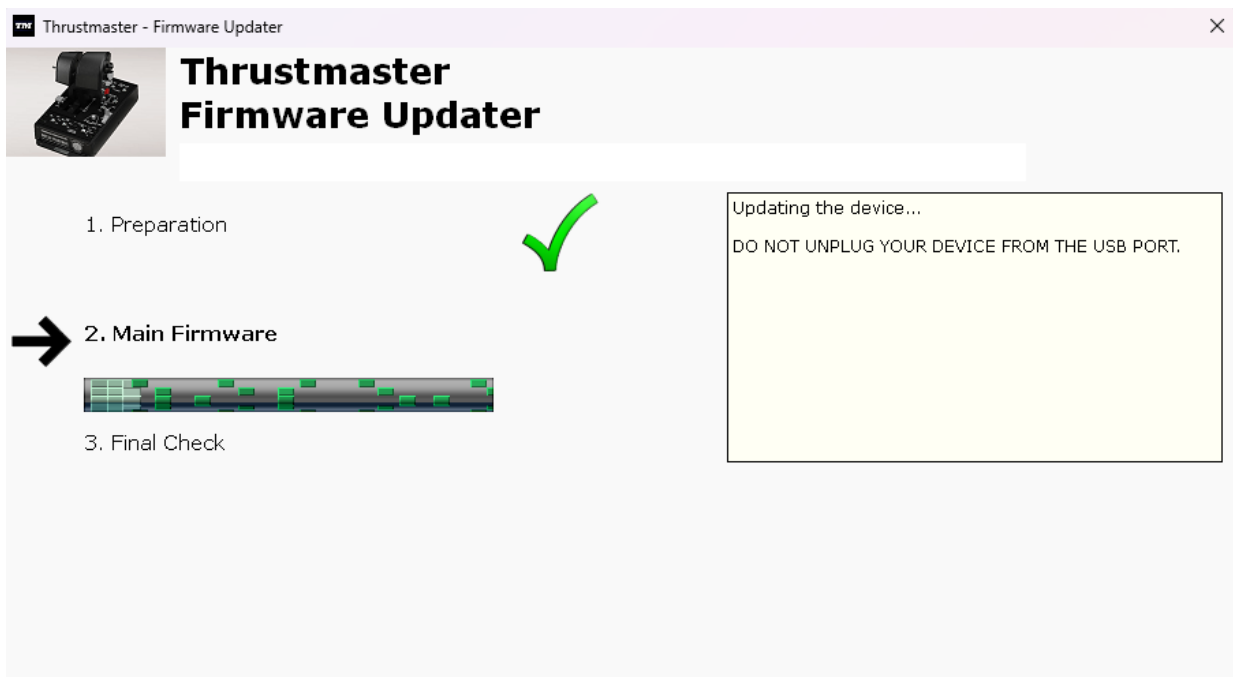 TM Thrustmaster - Firmware Updater
Thrustmaster
Firmware Updater
1. Preparation
Updating the device...
DO NOT UNPLUG YOUR DEVICE FROM THE USB PORT.
2. Main Firmware
3. Final Check